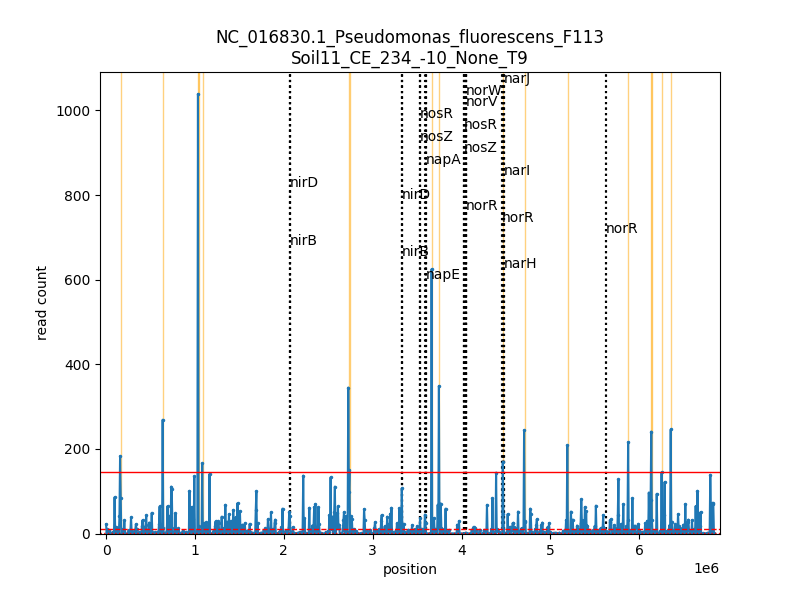 NC_016830.1_Pseudomonas_fluorescens_F113
Soil11_CE_234_-10_None_T9
narJ
norW
norV
nosR
nosR
nosZ
nosZ
napA
narI
nirD
nirD
norR
norR
norR
nirB
nirB
narH
napE
read count
1000
800
600
400
200
0
0 1 2 3 4 5 6
1e6
position